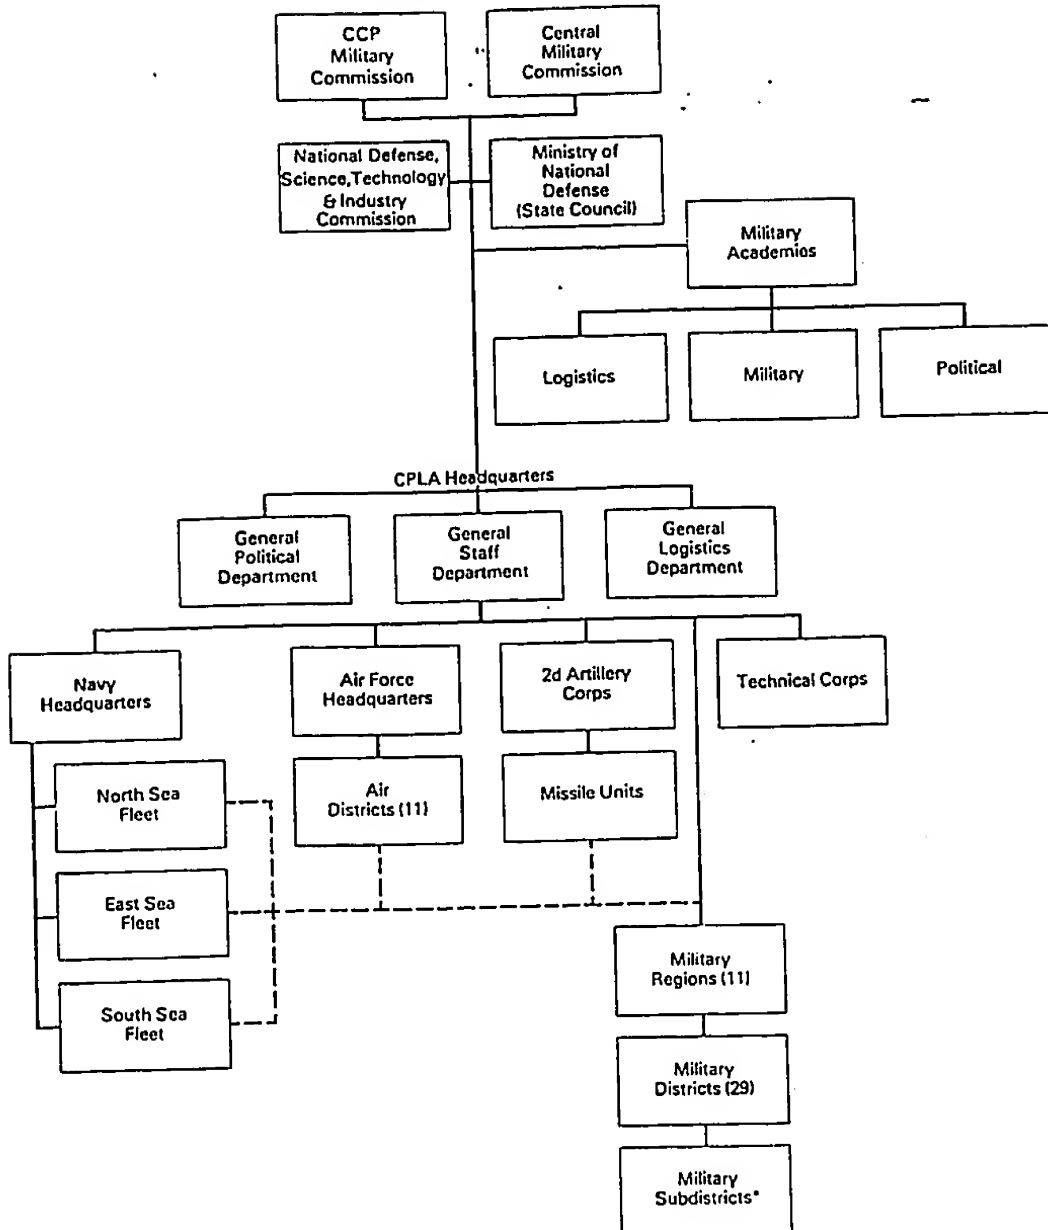 CCP
Military
Commission
Central
Military
Commission
National Defense,
Science, Technology
& Industry
Commission
Ministry of
National
Defense
(State Council)
Military
Academies
Logistics
Military
Political
CPLA Headquarters
General
Political
Department
General
Staff
Department
General
Logistics
Department
Navy
Headquarters
Air Force
Headquarters
2d Artillery
Corps
Technical Corps
North Sea
Fleet
Air
Districts (11)
Missile Units
East Sea
Fleet
South Sea
Fleet
Military
Regions (11)
Military
Districts (29)
Military
Subdistricts*